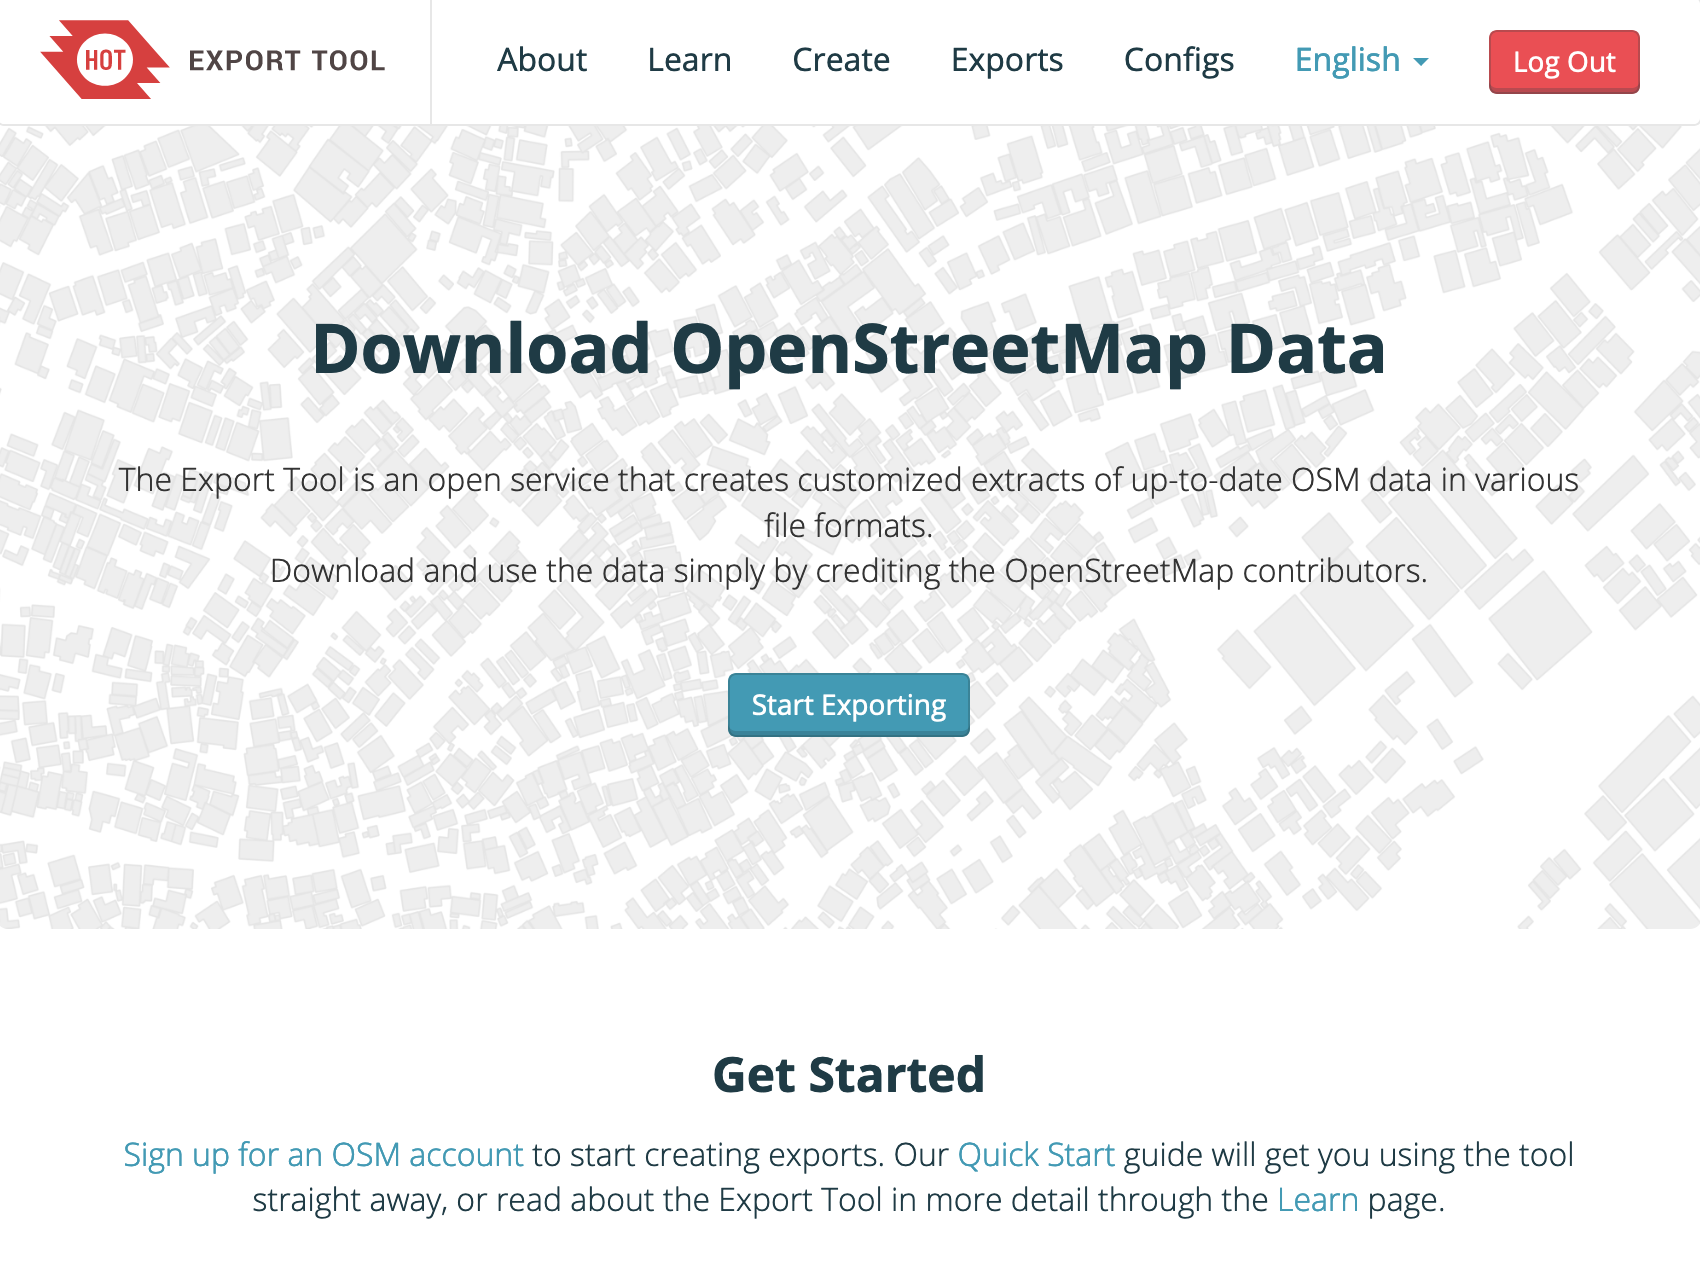 HOT EXPORT TOOL About Learn Create Exports Configs English Log Out
Download OpenStreetMap Data
The Export Tool is an open service that creates customized extracts of up-to-date OSM data in various
file formats.
Download and use the data simply by crediting the OpenStreetMap contributors.
Start Exporting
Get Started
Sign up for an OSM account to start creating exports. Our Quick Start guide will get you using the tool
straight away, or read about the Export Tool in more detail through the Learn page.